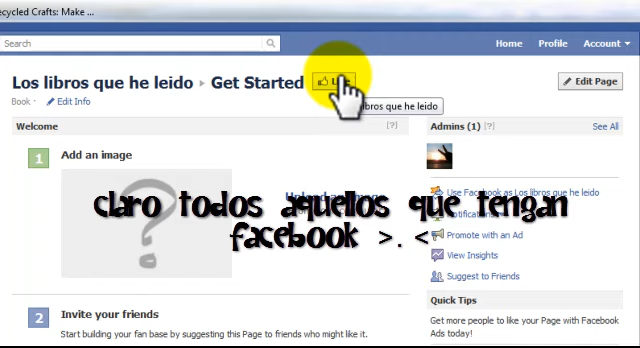 ecycled Crafts: Make ...
Search
Home Profile Account
Los libros que he leido ▸ Get Started
Edit Page
Book · Edit Info
ibros que he leido
Welcome [?]
Admins (1) [?] See All
1 Add an image
?
Use Facebook as Los libros que he leido
claro todos aquellos que tengan
facebook >.<
Promote with an Ad
View Insights
Suggest to Friends
2 Invite your friends
Start building your fan base by suggesting this Page to friends who might like it.
Quick Tips
Get more people to like your Page with Facebook
Ads today!